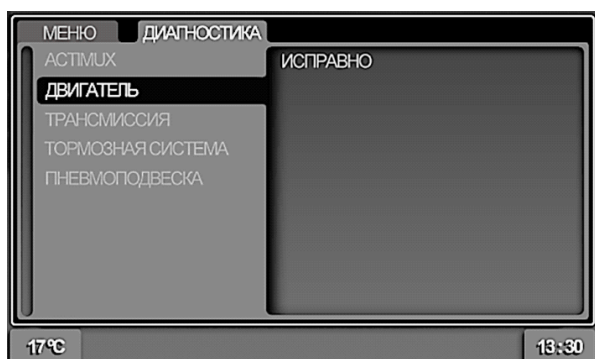 МЕНЮ ДИАГНОСТИКА
ACTIMUX
ИСПРАВНО
ДВИГАТЕЛЬ
ТРАНСМИССИЯ
ТОРМОЗНАЯ СИСТЕМА
ПНЕВМОПОДВЕСКА
17°C 13:30